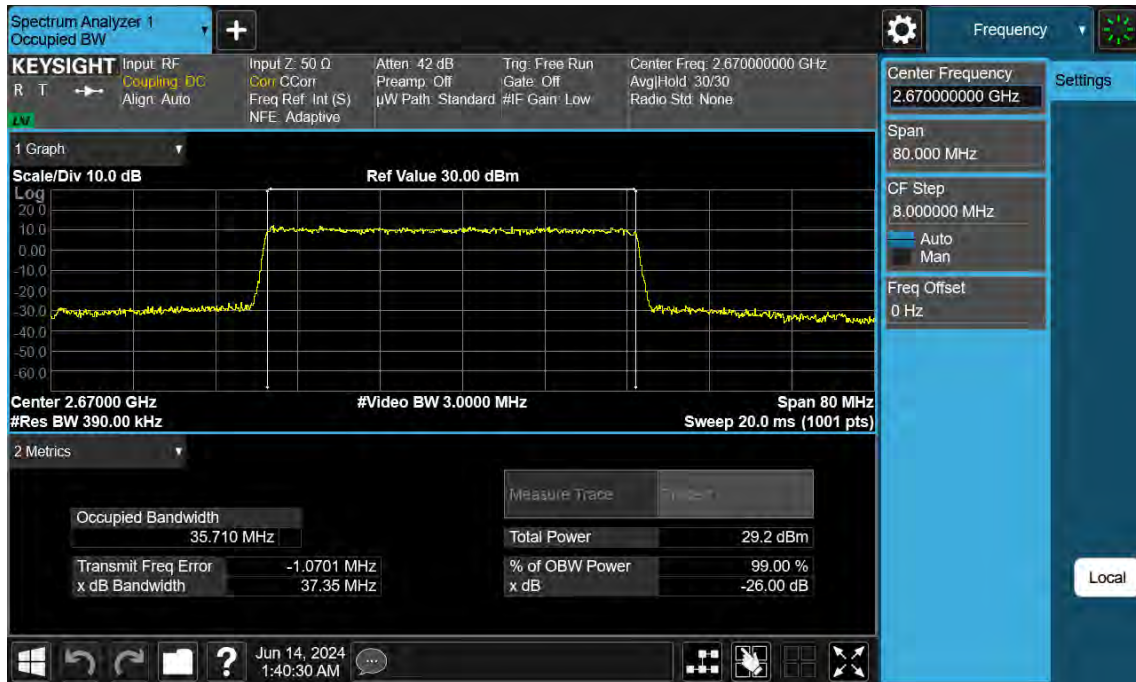 Spectrum Analyzer 1
Occupied BW
Frequency
KEYSIGHT
R T
Input: RF
Coupling: DC
Align: Auto
Input Z: 50 Ω
Corr CCorr
Freq Ref: Int (S)
NFE: Adaptive
Atten: 42 dB
Preamp: Off
µW Path: Standard
Trig: Free Run
Gate: Off
#IF Gain: Low
Center Freq: 2.670000000 GHz
Avg|Hold: 30/30
Radio Std: None
Center Frequency
2.670000000 GHz
Settings
Span
80.000 MHz
CF Step
8.000000 MHz
Auto
Man
Freq Offset
0 Hz
1 Graph
Scale/Div 10.0 dB
Ref Value 30.00 dBm
Log
20.0
10.0
0.00
-10.0
-20.0
-30.0
-40.0
-50.0
-60.0
Center 2.67000 GHz
#Video BW 3.0000 MHz
Span 80 MHz
#Res BW 390.00 kHz
Sweep 20.0 ms (1001 pts)
2 Metrics
Measure Trace
Occupied Bandwidth
35.710 MHz
Total Power 29.2 dBm
Transmit Freq Error -1.0701 MHz
% of OBW Power 99.00 %
x dB Bandwidth 37.35 MHz
x dB -26.00 dB
Local
Jun 14, 2024
1:40:30 AM